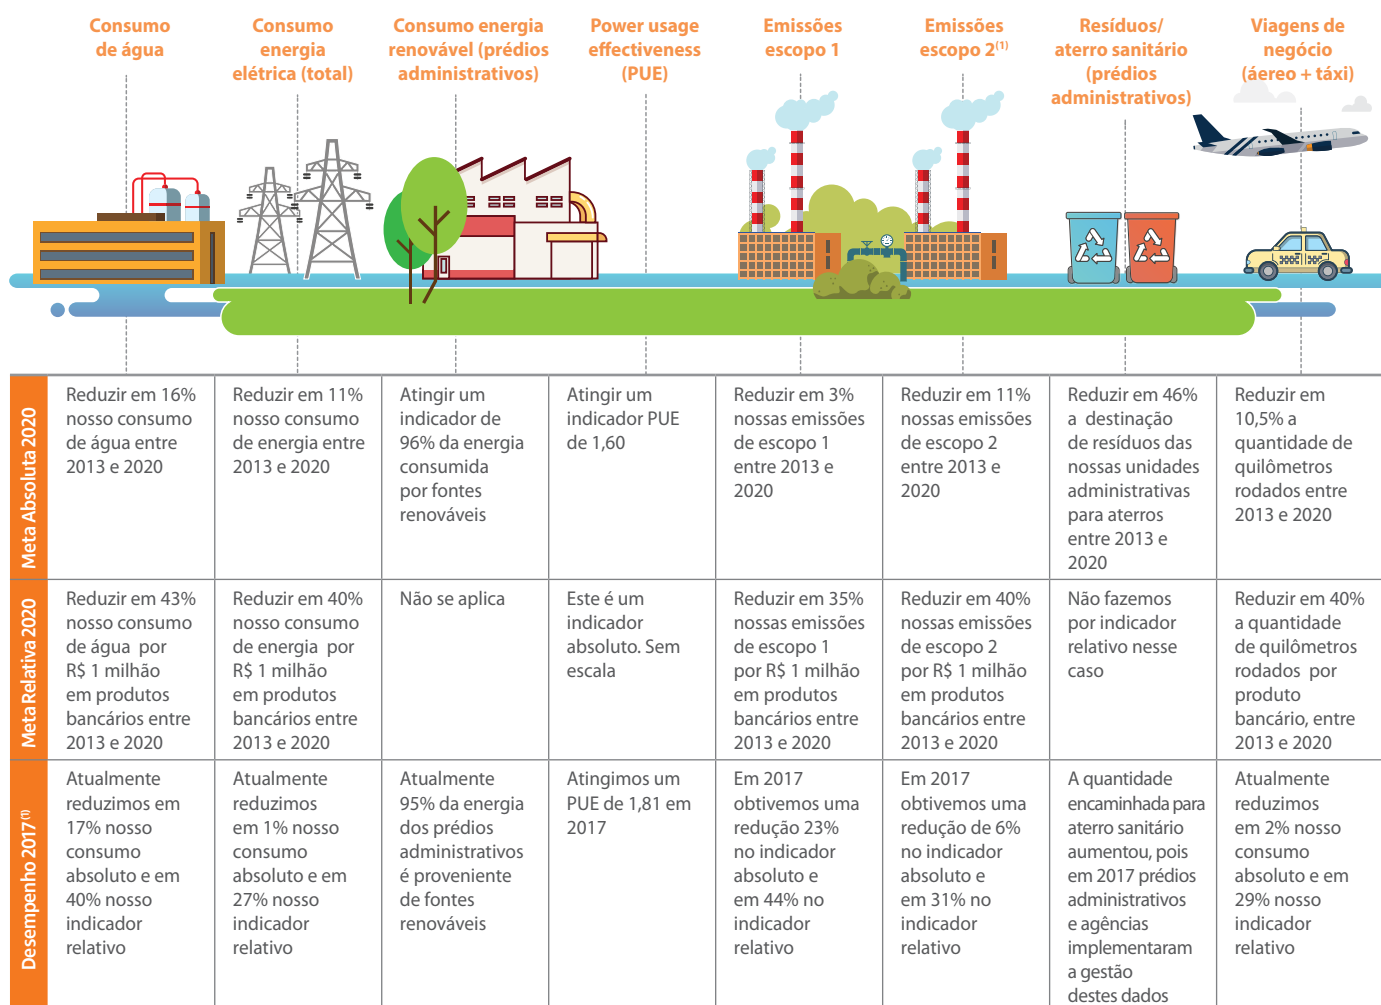 Consumo
de água
Consumo
energia
elétrica (total)
Consumo energia
renovável (prédios
administrativos)
Power usage
effectiveness
(PUE)
Emissões
escopo 1
Emissões
escopo 2(1)
Resíduos/
aterro sanitário
(prédios
administrativos)
Viagens de
negócio
(áereo + táxi)
Meta Absoluta 2020
Reduzir em 16%
nosso consumo
de água entre
2013 e 2020
Reduzir em 11%
nosso consumo
de energia entre
2013 e 2020
Atingir um
indicador de
96% da energia
consumida
por fontes
renováveis
Atingir um
indicador PUE
de 1,60
Reduzir em 3%
nossas emissões
de escopo 1
entre 2013 e
2020
Reduzir em 11%
nossas emissões
de escopo 2
entre 2013 e
2020
Reduzir em 46%
a destinação
de resíduos das
nossas unidades
administrativas
para aterros
entre 2013 e
2020
Reduzir em
10,5% a
quantidade de
quilômetros
rodados entre
2013 e 2020
Meta Relativa 2020
Reduzir em 43%
nosso consumo
de água por
R$ 1 milhão
em produtos
bancários entre
2013 e 2020
Reduzir em 40%
nosso consumo
de energia por
R$ 1 milhão
em produtos
bancários entre
2013 e 2020
Não se aplica
Este é um
indicador
absoluto. Sem
escala
Reduzir em 35%
nossas emissões
de escopo 1
por R$ 1 milhão
em produtos
bancários entre
2013 e 2020
Reduzir em 40%
nossas emissões
de escopo 2
por R$ 1 milhão
em produtos
bancários entre
2013 e 2020
Não fazemos
por indicador
relativo nesse
caso
Reduzir em 40%
a quantidade
de quilômetros
rodados por
produto
bancário, entre
2013 e 2020
Desempenho 2017(1)
Atualmente
reduzimos em
17% nosso
consumo
absoluto e em
40% nosso
indicador
relativo
Atualmente
reduzimos
em 1% nosso
consumo
absoluto e em
27% nosso
indicador
relativo
Atualmente
95% da energia
dos prédios
administrativos
é proveniente
de fontes
renováveis
Atingimos um
PUE de 1,81 em
2017
Em 2017
obtivemos uma
redução 23%
no indicador
absoluto e
em 44% no
indicador
relativo
Em 2017
obtivemos uma
redução de 6%
no indicador
absoluto e
em 31% no
indicador
relativo
A quantidade
encaminhada para
aterro sanitário
aumentou, pois
em 2017 prédios
administrativos
e agências
implementaram
a gestão
destes dados
Atualmente
reduzimos
em 2% nosso
consumo
absoluto e em
29% nosso
indicador
relativo